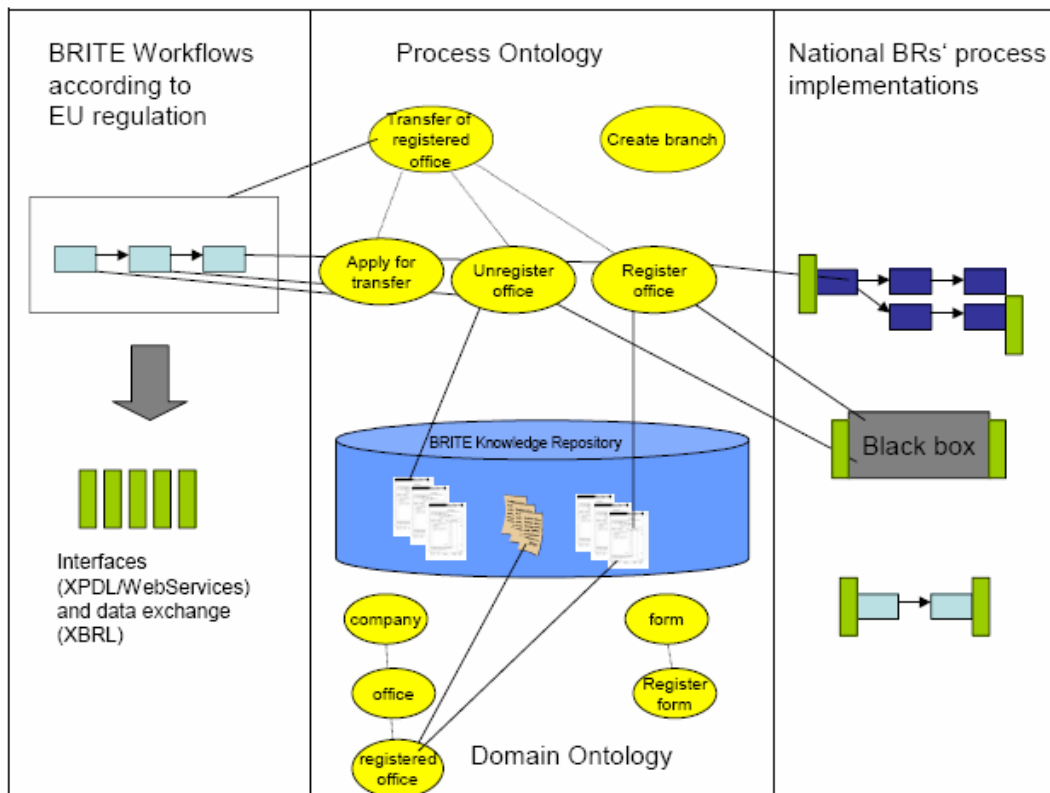 BRITE Workflows
according to
EU regulation
Process Ontology
National BRs‘ process
implementations
Transfer of
registered
office
Create branch
Apply for
transfer
Unregister
office
Register
office
BRITE Knowledge Repository
Black box
Interfaces
(XPDL/WebServices)
and data exchange
(XBRL)
company
form
office
Register
form
registered
office
Domain Ontology